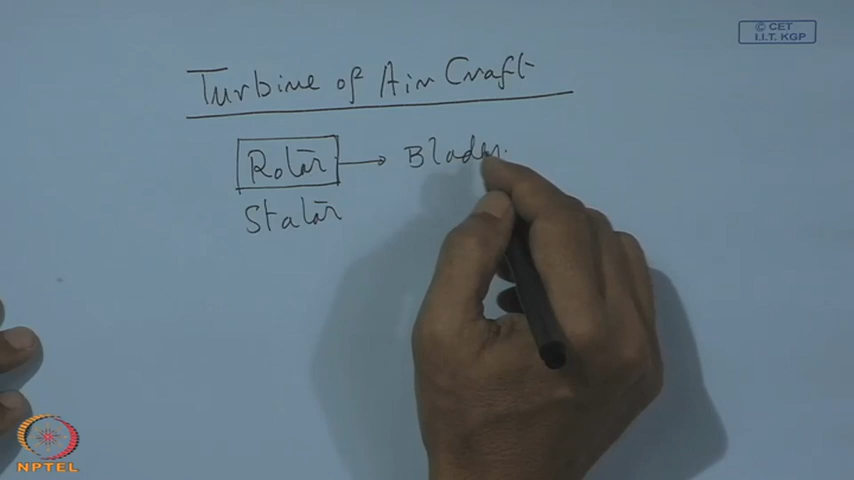 © CET
I.I.T. KGP
Turbine of Air Craft
Rotor → Blades
Stator
NPTEL